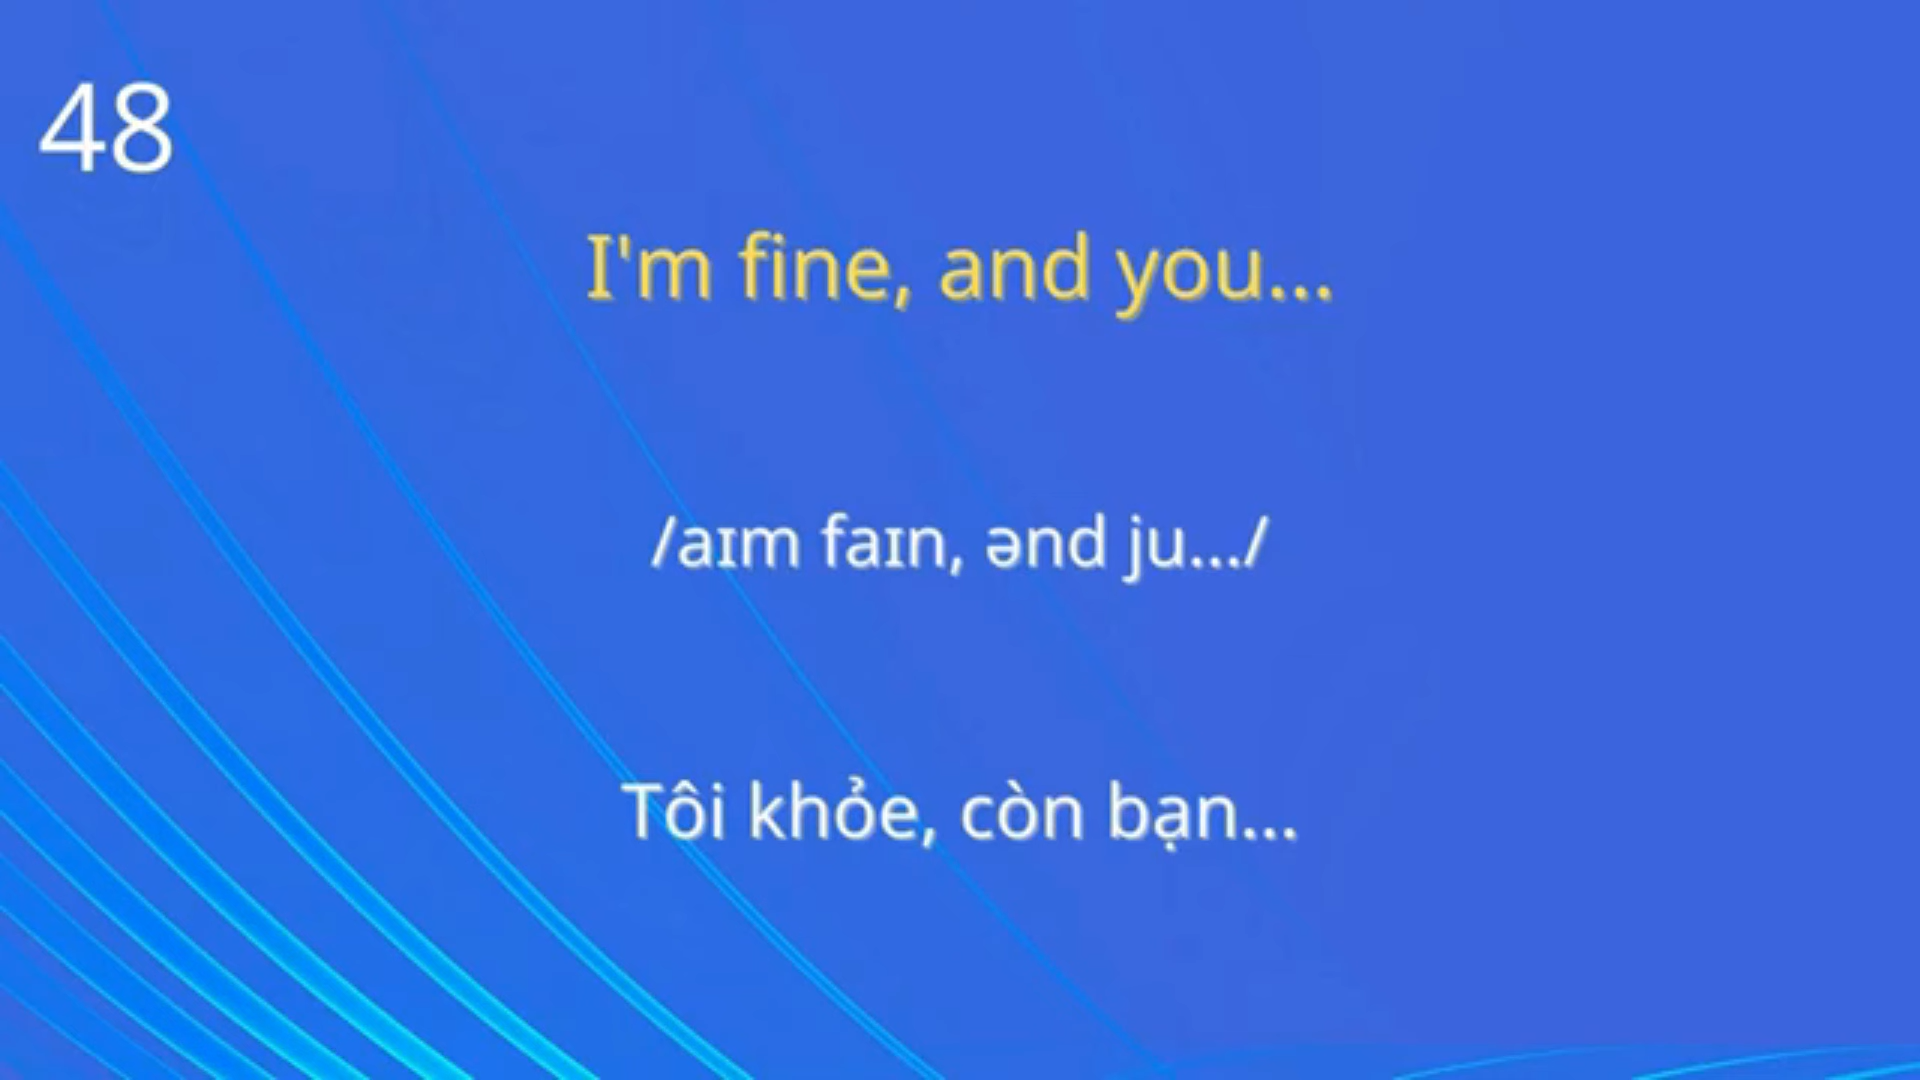 48
I'm fine, and you...
/aɪm faɪn, ənd ju.../
Tôi khỏe, còn bạn...